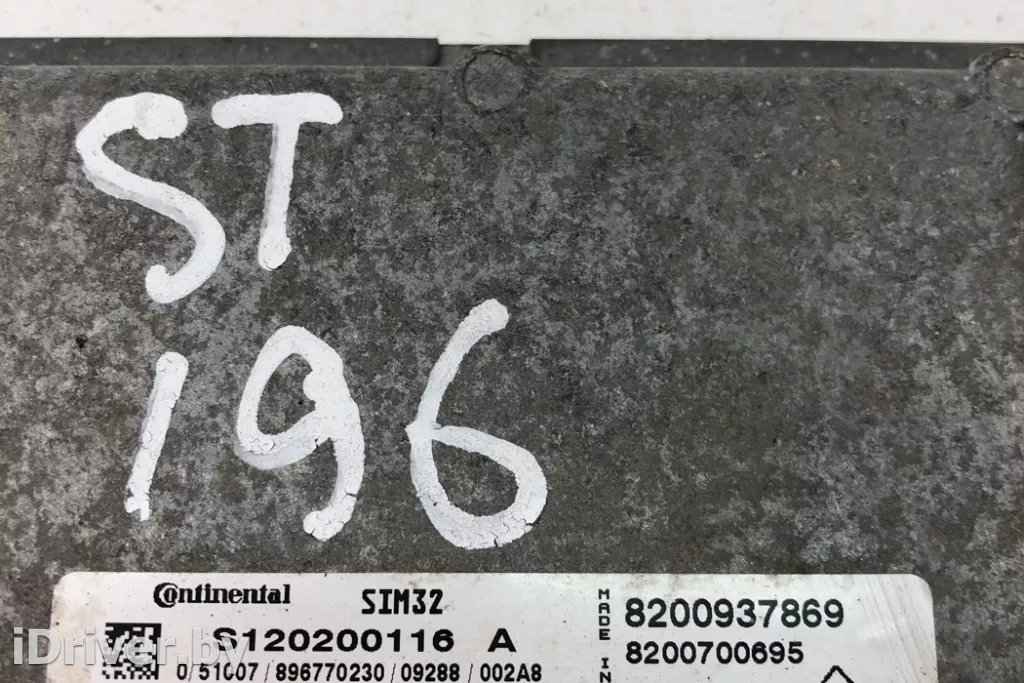 ST
196
Continental SIM32
S120200116 A
0/51007/896770230/09288/002A8
MADE IN
8200937869
8200700695
iDriver.by